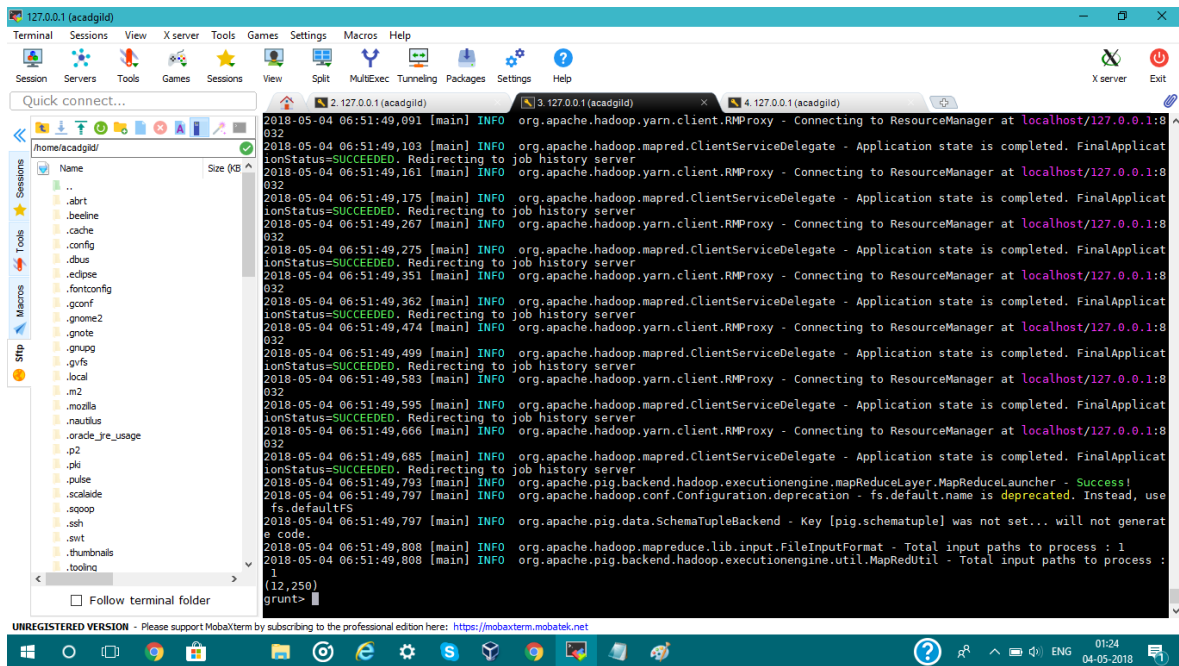 127.0.0.1 (acadgild)
Terminal Sessions View X server Tools Games Settings Macros Help
Session Servers Tools Games Sessions View Split MultiExec Tunneling Packages Settings Help X server Exit
Quick connect...
2. 127.0.0.1 (acadgild) 3. 127.0.0.1 (acadgild) 4. 127.0.0.1 (acadgild)
/home/acadgild/
Name Size (KB
..
.abrt
.beeline
.cache
.config
.dbus
.eclipse
.fontconfig
.gconf
.gnome2
.gnote
.gnupg
.gvfs
.local
.m2
.mozilla
.nautilus
.oracle_jre_usage
.p2
.pki
.pulse
.scalaide
.sqoop
.ssh
.swt
.thumbnails
.tooling
Follow terminal folder
Sessions
Tools
Macros
Sftp
2018-05-04 06:51:49,091 [main] INFO  org.apache.hadoop.yarn.client.RMProxy - Connecting to ResourceManager at localhost/127.0.0.1:8
032
2018-05-04 06:51:49,103 [main] INFO  org.apache.hadoop.mapred.ClientServiceDelegate - Application state is completed. FinalApplicat
ionStatus=SUCCEEDED. Redirecting to job history server
2018-05-04 06:51:49,161 [main] INFO  org.apache.hadoop.yarn.client.RMProxy - Connecting to ResourceManager at localhost/127.0.0.1:8
032
2018-05-04 06:51:49,175 [main] INFO  org.apache.hadoop.mapred.ClientServiceDelegate - Application state is completed. FinalApplicat
ionStatus=SUCCEEDED. Redirecting to job history server
2018-05-04 06:51:49,267 [main] INFO  org.apache.hadoop.yarn.client.RMProxy - Connecting to ResourceManager at localhost/127.0.0.1:8
032
2018-05-04 06:51:49,275 [main] INFO  org.apache.hadoop.mapred.ClientServiceDelegate - Application state is completed. FinalApplicat
ionStatus=SUCCEEDED. Redirecting to job history server
2018-05-04 06:51:49,351 [main] INFO  org.apache.hadoop.yarn.client.RMProxy - Connecting to ResourceManager at localhost/127.0.0.1:8
032
2018-05-04 06:51:49,362 [main] INFO  org.apache.hadoop.mapred.ClientServiceDelegate - Application state is completed. FinalApplicat
ionStatus=SUCCEEDED. Redirecting to job history server
2018-05-04 06:51:49,474 [main] INFO  org.apache.hadoop.yarn.client.RMProxy - Connecting to ResourceManager at localhost/127.0.0.1:8
032
2018-05-04 06:51:49,499 [main] INFO  org.apache.hadoop.mapred.ClientServiceDelegate - Application state is completed. FinalApplicat
ionStatus=SUCCEEDED. Redirecting to job history server
2018-05-04 06:51:49,583 [main] INFO  org.apache.hadoop.yarn.client.RMProxy - Connecting to ResourceManager at localhost/127.0.0.1:8
032
2018-05-04 06:51:49,595 [main] INFO  org.apache.hadoop.mapred.ClientServiceDelegate - Application state is completed. FinalApplicat
ionStatus=SUCCEEDED. Redirecting to job history server
2018-05-04 06:51:49,666 [main] INFO  org.apache.hadoop.yarn.client.RMProxy - Connecting to ResourceManager at localhost/127.0.0.1:8
032
2018-05-04 06:51:49,685 [main] INFO  org.apache.hadoop.mapred.ClientServiceDelegate - Application state is completed. FinalApplicat
ionStatus=SUCCEEDED. Redirecting to job history server
2018-05-04 06:51:49,793 [main] INFO  org.apache.pig.backend.hadoop.executionengine.mapReduceLayer.MapReduceLauncher - Success!
2018-05-04 06:51:49,797 [main] INFO  org.apache.hadoop.conf.Configuration.deprecation - fs.default.name is deprecated. Instead, use
 fs.defaultFS
2018-05-04 06:51:49,797 [main] INFO  org.apache.pig.data.SchemaTupleBackend - Key [pig.schematuple] was not set... will not generat
e code.
2018-05-04 06:51:49,808 [main] INFO  org.apache.hadoop.mapreduce.lib.input.FileInputFormat - Total input paths to process : 1
2018-05-04 06:51:49,808 [main] INFO  org.apache.pig.backend.hadoop.executionengine.util.MapRedUtil - Total input paths to process :
 1
(12,250)
grunt>
UNREGISTERED VERSION - Please support MobaXterm by subscribing to the professional edition here: https://mobaxterm.mobatek.net
ENG 01:24
04-05-2018